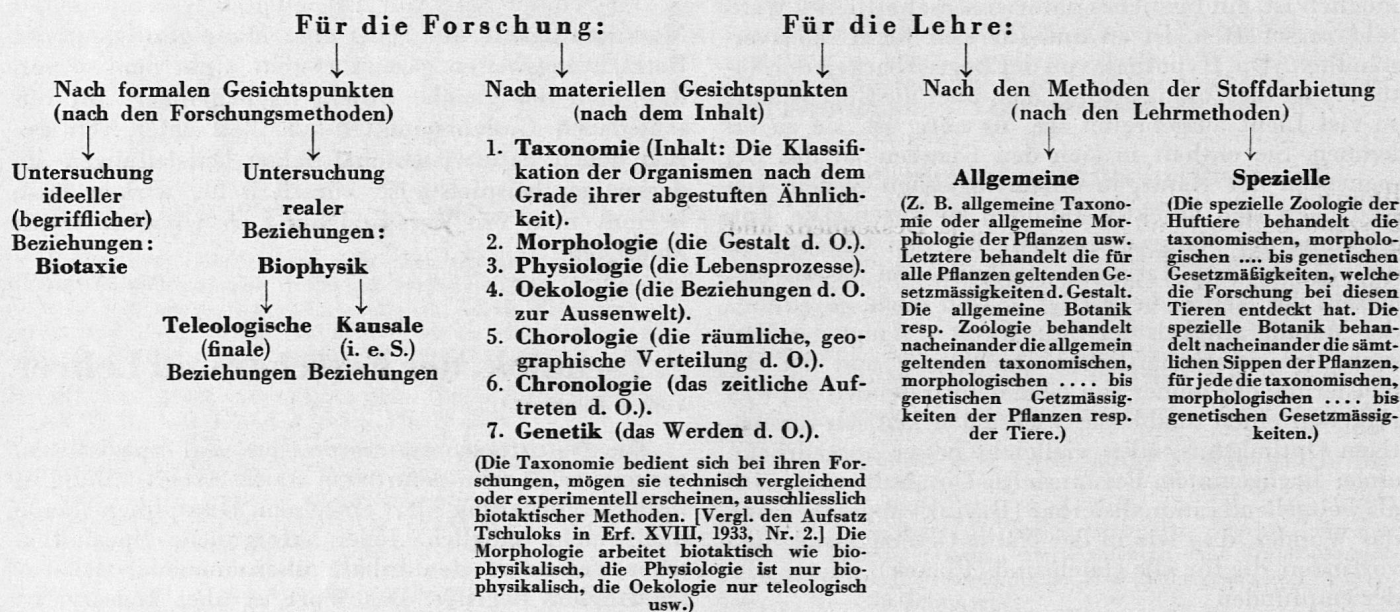 Für die Forschung:
Für die Lehre:
Nach formalen Gesichtspunkten
(nach den Forschungsmethoden)
Untersuchung
ideeller
(begrifflicher)
Beziehungen:
Biotaxie
Untersuchung
realer
Beziehungen:
Biophysik
Teleologische
(finale)
Beziehungen
Kausale
(i. e. S.)
Beziehungen
Nach materiellen Gesichtspunkten
(nach dem Inhalt)
1. Taxonomie (Inhalt: Die Klassifi-
kation der Organismen nach dem
Grade ihrer abgestuften Ähnlich-
keit).
2. Morphologie (die Gestalt d. O.).
3. Physiologie (die Lebensprozesse).
4. Oekologie (die Beziehungen d. O.
zur Aussenwelt).
5. Chorologie (die räumliche, geo-
graphische Verteilung d. O.).
6. Chronologie (das zeitliche Auf-
treten d. O.).
7. Genetik (das Werden d. O.).
(Die Taxonomie bedient sich bei ihren For-
schungen, mögen sie technisch vergleichend
oder experimentell erscheinen, ausschliesslich
biotaktischer Methoden. [Vergl. den Aufsatz
Tschuloks in Erf. XVIII, 1933, Nr. 2.] Die
Morphologie arbeitet biotaktisch wie bio-
physikalisch, die Physiologie ist nur bio-
physikalisch, die Oekologie nur teleologisch
usw.)
Nach den Methoden der Stoffdarbietung
(nach den Lehrmethoden)
Allgemeine
(Z. B. allgemeine Taxono-
mie oder allgemeine Mor-
phologie der Pflanzen usw.
Letztere behandelt die für
alle Pflanzen geltenden Ge-
setzmässigkeiten d. Gestalt.
Die allgemeine Botanik
resp. Zoologie behandelt
nacheinander die allgemein
geltenden taxonomischen,
morphologischen .... bis
genetischen Getzmässig-
keiten der Pflanzen resp.
der Tiere.)
Spezielle
(Die spezielle Zoologie der
Huftiere behandelt die
taxonomischen, morpholo-
gischen ... bis genetischen
Gesetzmäßigkeiten, welche
die Forschung bei diesen
Tieren entdeckt hat. Die
spezielle Botanik behan-
delt nacheinander die sämt-
lichen Sippen der Pflanzen,
für jede die taxonomischen,
morphologischen .... bis
genetischen Gesetzmässig-
keiten.)